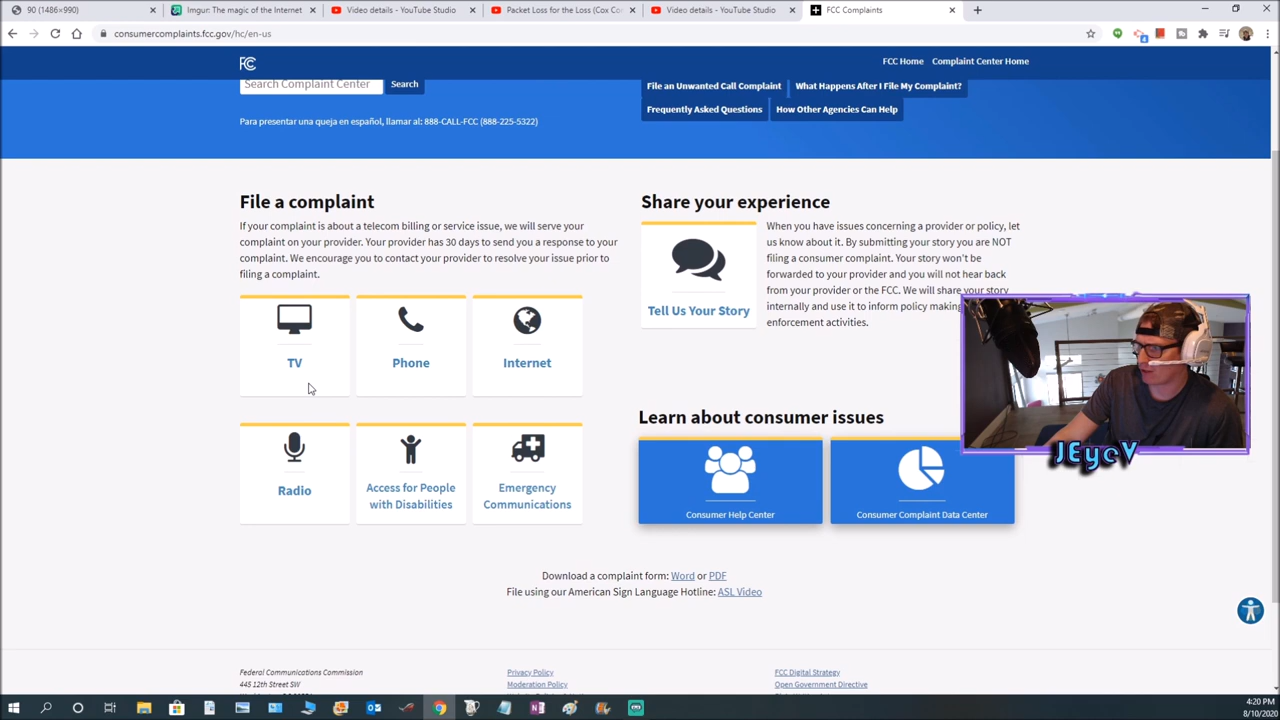 90 (1486×990)
Imgur: The magic of the Internet
Video details - YouTube Studio
Packet Loss for the Loss (Cox Co
Video details - YouTube Studio
FCC Complaints
consumercomplaints.fcc.gov/hc/en-us
FCC
FCC Home
Complaint Center Home
Search Complaint Center
Search
File an Unwanted Call Complaint
What Happens After I File My Complaint?
Frequently Asked Questions
How Other Agencies Can Help
Para presentar una queja en español, llamar al: 888-CALL-FCC (888-225-5322)
File a complaint
If your complaint is about a telecom billing or service issue, we will serve your
complaint on your provider. Your provider has 30 days to send you a response to your
complaint. We encourage you to contact your provider to resolve your issue prior to
filing a complaint.
TV
Phone
Internet
Radio
Access for People
with Disabilities
Emergency
Communications
Share your experience
Tell Us Your Story
When you have issues concerning a provider or policy, let
us know about it. By submitting your story you are NOT
filing a consumer complaint. Your story won't be
forwarded to your provider and you will not hear back
from your provider or the FCC. We will share your story
internally and use it to inform policy making
enforcement activities.
JEyeV
Learn about consumer issues
Consumer Help Center
Consumer Complaint Data Center
Download a complaint form: Word or PDF
File using our American Sign Language Hotline: ASL Video
Federal Communications Commission
445 12th Street SW
Privacy Policy
Moderation Policy
FCC Digital Strategy
Open Government Directive
4:20 PM
8/10/2020